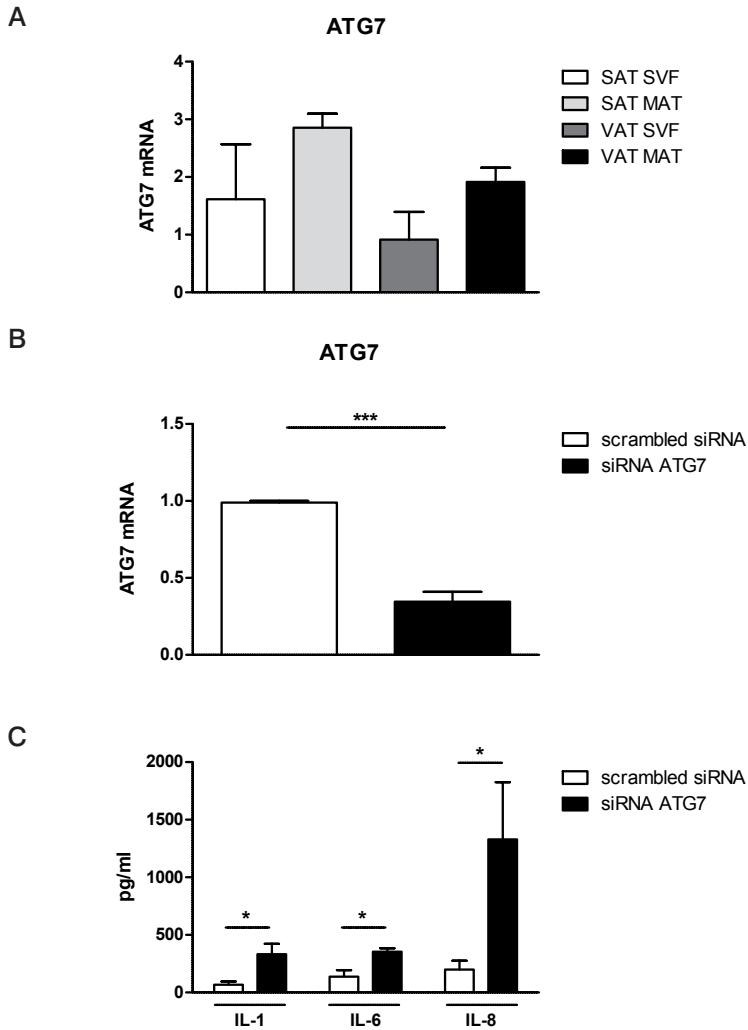 A
ATG7
ATG7 mRNA
4
3
2
1
0
SAT SVF
SAT MAT
VAT SVF
VAT MAT
B
ATG7
ATG7 mRNA
1.5
1.0
0.5
0.0
***
scrambled siRNA
siRNA ATG7
C
pg/ml
2000
1500
1000
500
0
*
*
*
scrambled siRNA
siRNA ATG7
IL-1
IL-6
IL-8